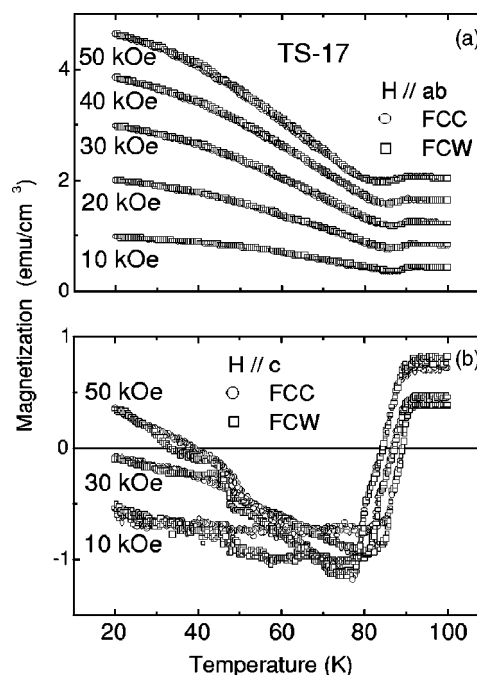 TS-17
(a)
50 kOe
40 kOe
30 kOe
20 kOe
10 kOe
H // ab
FCC
FCW
4
2
0
Magnetization (emu/cm³)
(b)
H // c
FCC
FCW
50 kOe
30 kOe
10 kOe
1
0
-1
20 40 60 80 100
Temperature (K)